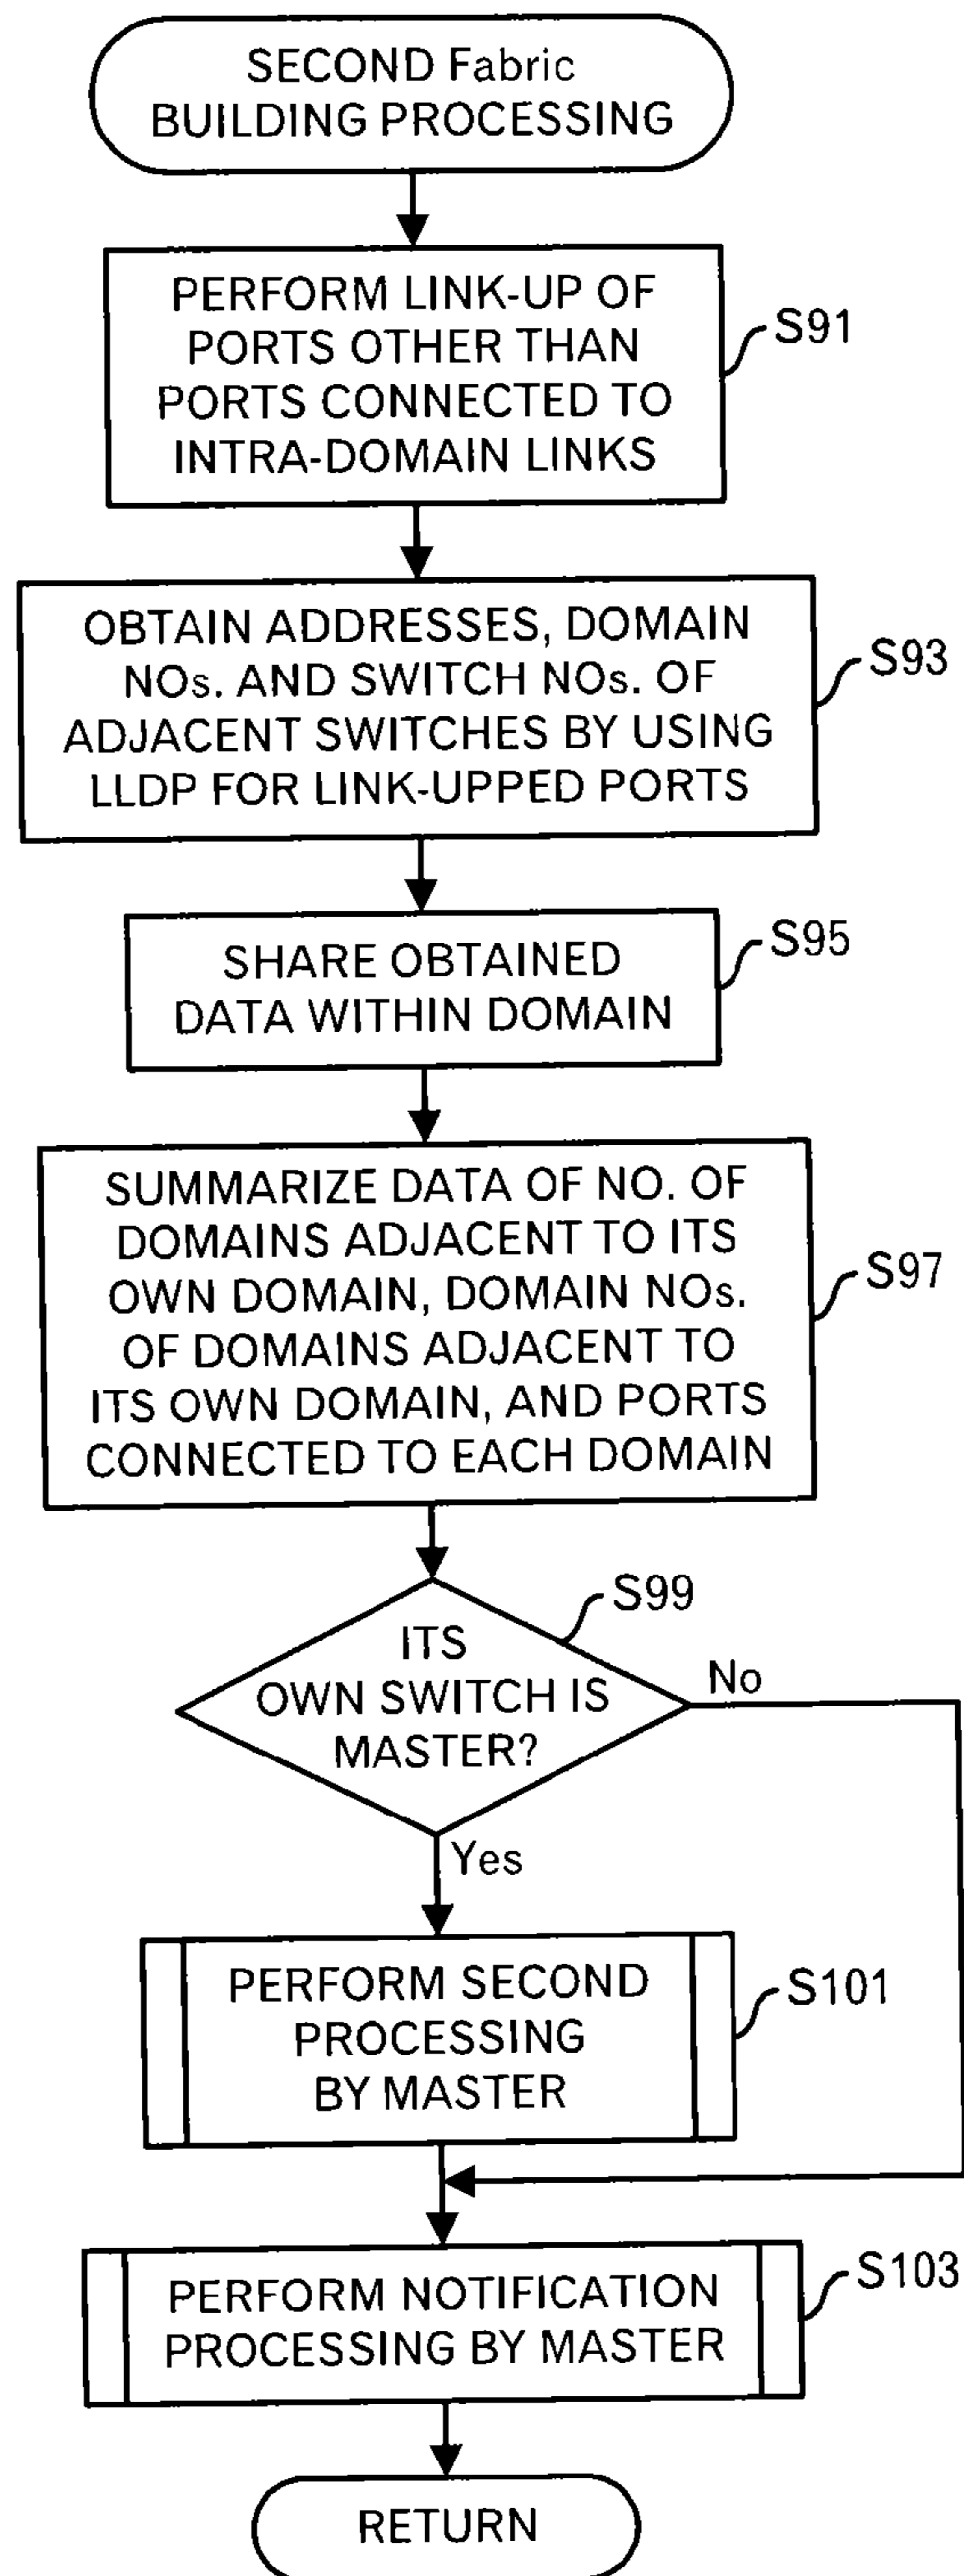 SECOND Fabric
BUILDING PROCESSING
PERFORM LINK-UP OF
PORTS OTHER THAN
PORTS CONNECTED TO
INTRA-DOMAIN LINKS
S91
OBTAIN ADDRESSES, DOMAIN
NOs. AND SWITCH NOs. OF
ADJACENT SWITCHES BY USING
LLDP FOR LINK-UPPED PORTS
S93
SHARE OBTAINED
DATA WITHIN DOMAIN
S95
SUMMARIZE DATA OF NO. OF
DOMAINS ADJACENT TO ITS
OWN DOMAIN, DOMAIN NOs.
OF DOMAINS ADJACENT TO
ITS OWN DOMAIN, AND PORTS
CONNECTED TO EACH DOMAIN
S97
ITS
OWN SWITCH IS
MASTER?
S99
No
Yes
PERFORM SECOND
PROCESSING
BY MASTER
S101
PERFORM NOTIFICATION
PROCESSING BY MASTER
S103
RETURN